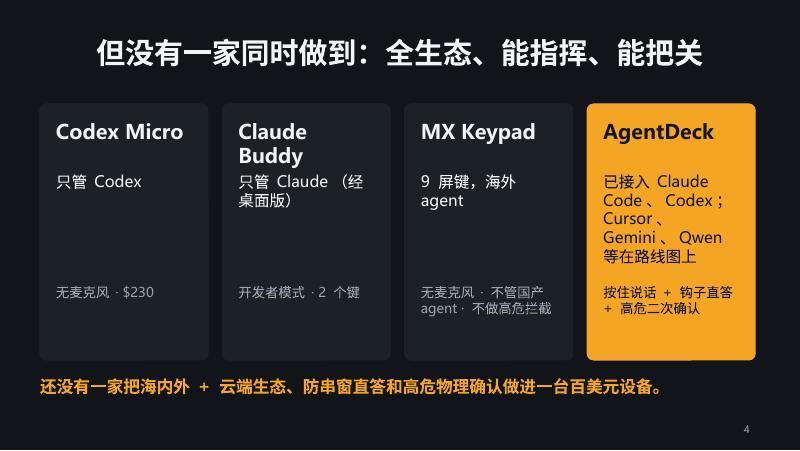 但没有一家同时做到：全生态、能指挥、能把关
Codex Micro
只管 Codex
无麦克风 · $230
Claude
Buddy
只管 Claude （经
桌面版）
开发者模式 · 2 个键
MX Keypad
9 屏键，海外
agent
无麦克风 · 不管国产
agent · 不做高危拦截
AgentDeck
已接入 Claude
Code 、 Codex ；
Cursor 、
Gemini 、 Qwen
等在路线图上
按住说话 + 钩子直答
+ 高危二次确认
还没有一家把海内外 + 云端生态、防串窗直答和高危物理确认做进一台百美元设备。
4